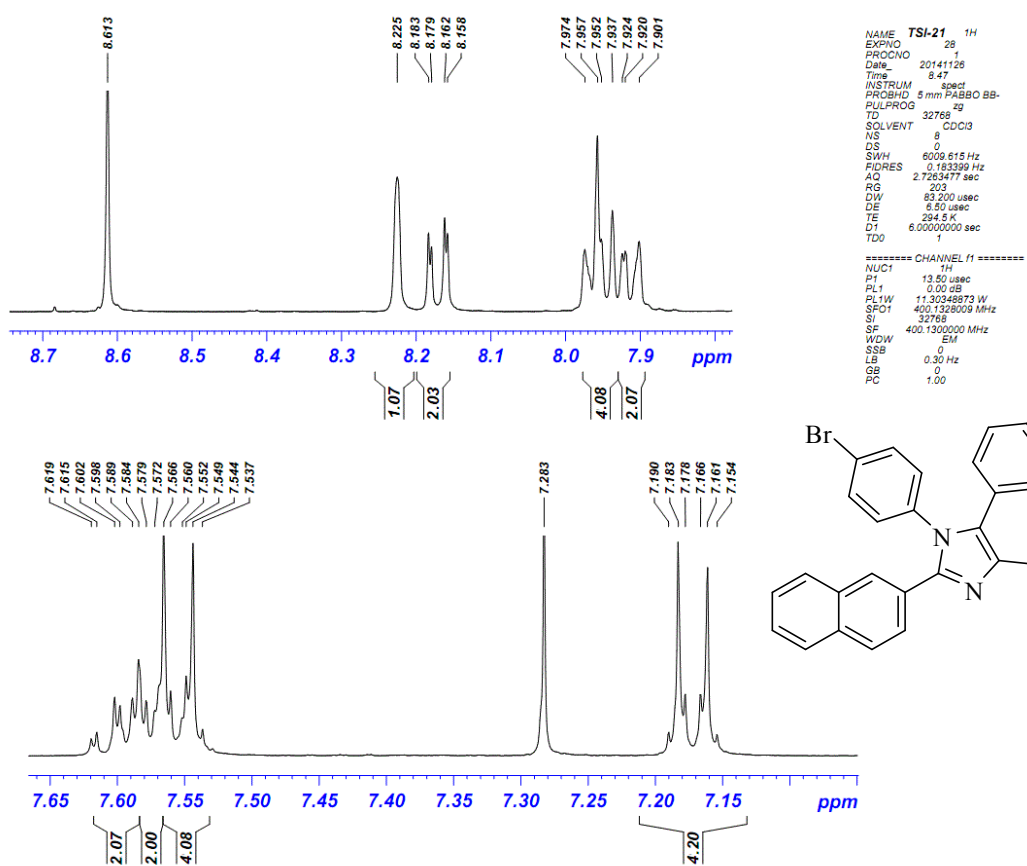 8.613
8.225
8.183
8.179
8.162
8.158
7.974
7.957
7.952
7.937
7.924
7.920
7.901
8.7 8.6 8.5 8.4 8.3 8.2 8.1 8.0 7.9 ppm
1.07
2.03
4.08
2.07
NAME TSI-21 1H
EXPNO 28
PROCNO 1
Date_ 20141126
Time 8.47
INSTRUM spect
PROBHD 5 mm PABBO BB-
PULPROG zg
TD 32768
SOLVENT CDCl3
NS 8
DS 0
SWH 6009.615 Hz
FIDRES 0.183399 Hz
AQ 2.7263477 sec
RG 203
DW 83.200 usec
DE 6.50 usec
TE 294.5 K
D1 6.00000000 sec
TD0 1
======== CHANNEL f1 ========
NUC1 1H
P1 13.50 usec
PL1 0.00 dB
PL1W 11.30348873 W
SFO1 400.1328009 MHz
SI 32768
SF 400.1300000 MHz
WDW EM
SSB 0
LB 0.30 Hz
GB 0
PC 1.00
7.619
7.615
7.602
7.598
7.589
7.584
7.579
7.572
7.566
7.560
7.552
7.549
7.544
7.537
7.283
7.190
7.183
7.178
7.166
7.161
7.154
7.65 7.60 7.55 7.50 7.45 7.40 7.35 7.30 7.25 7.20 7.15 ppm
2.07
2.00
4.08
4.20
Br
N
N